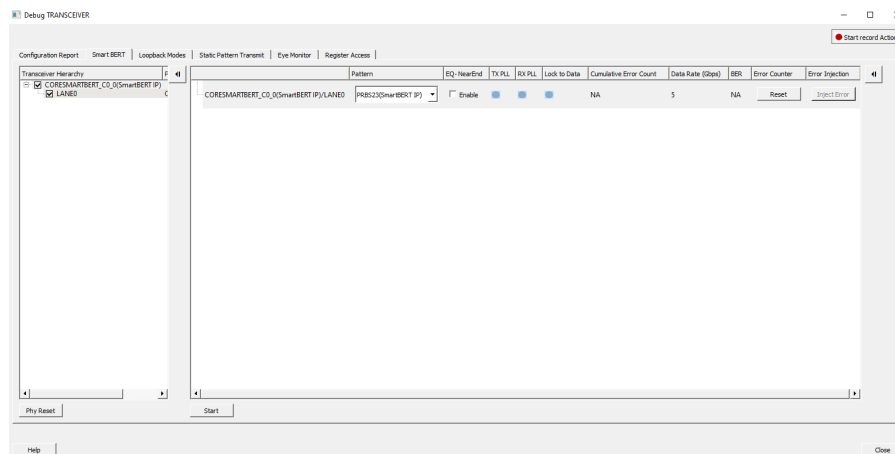 Debug TRANSCEIVER
Start record Action
Configuration Report Smart BERT Loopback Modes Static Pattern Transmit Eye Monitor Register Access
Transceiver Hierarchy
CORESMARTBERT_C0_0(SmartBERT IP)
LANE0
Pattern EQ-NearEnd TX PLL RX PLL Lock to Data Cumulative Error Count Data Rate (Gbps) BER Error Counter Error Injection
CORESMARTBERT_C0_0(SmartBERT IP)/LANE0 PRBS23(SmartBERT IP) Enable NA 5 NA Reset Inject Error
Phy Reset Start
Help Close